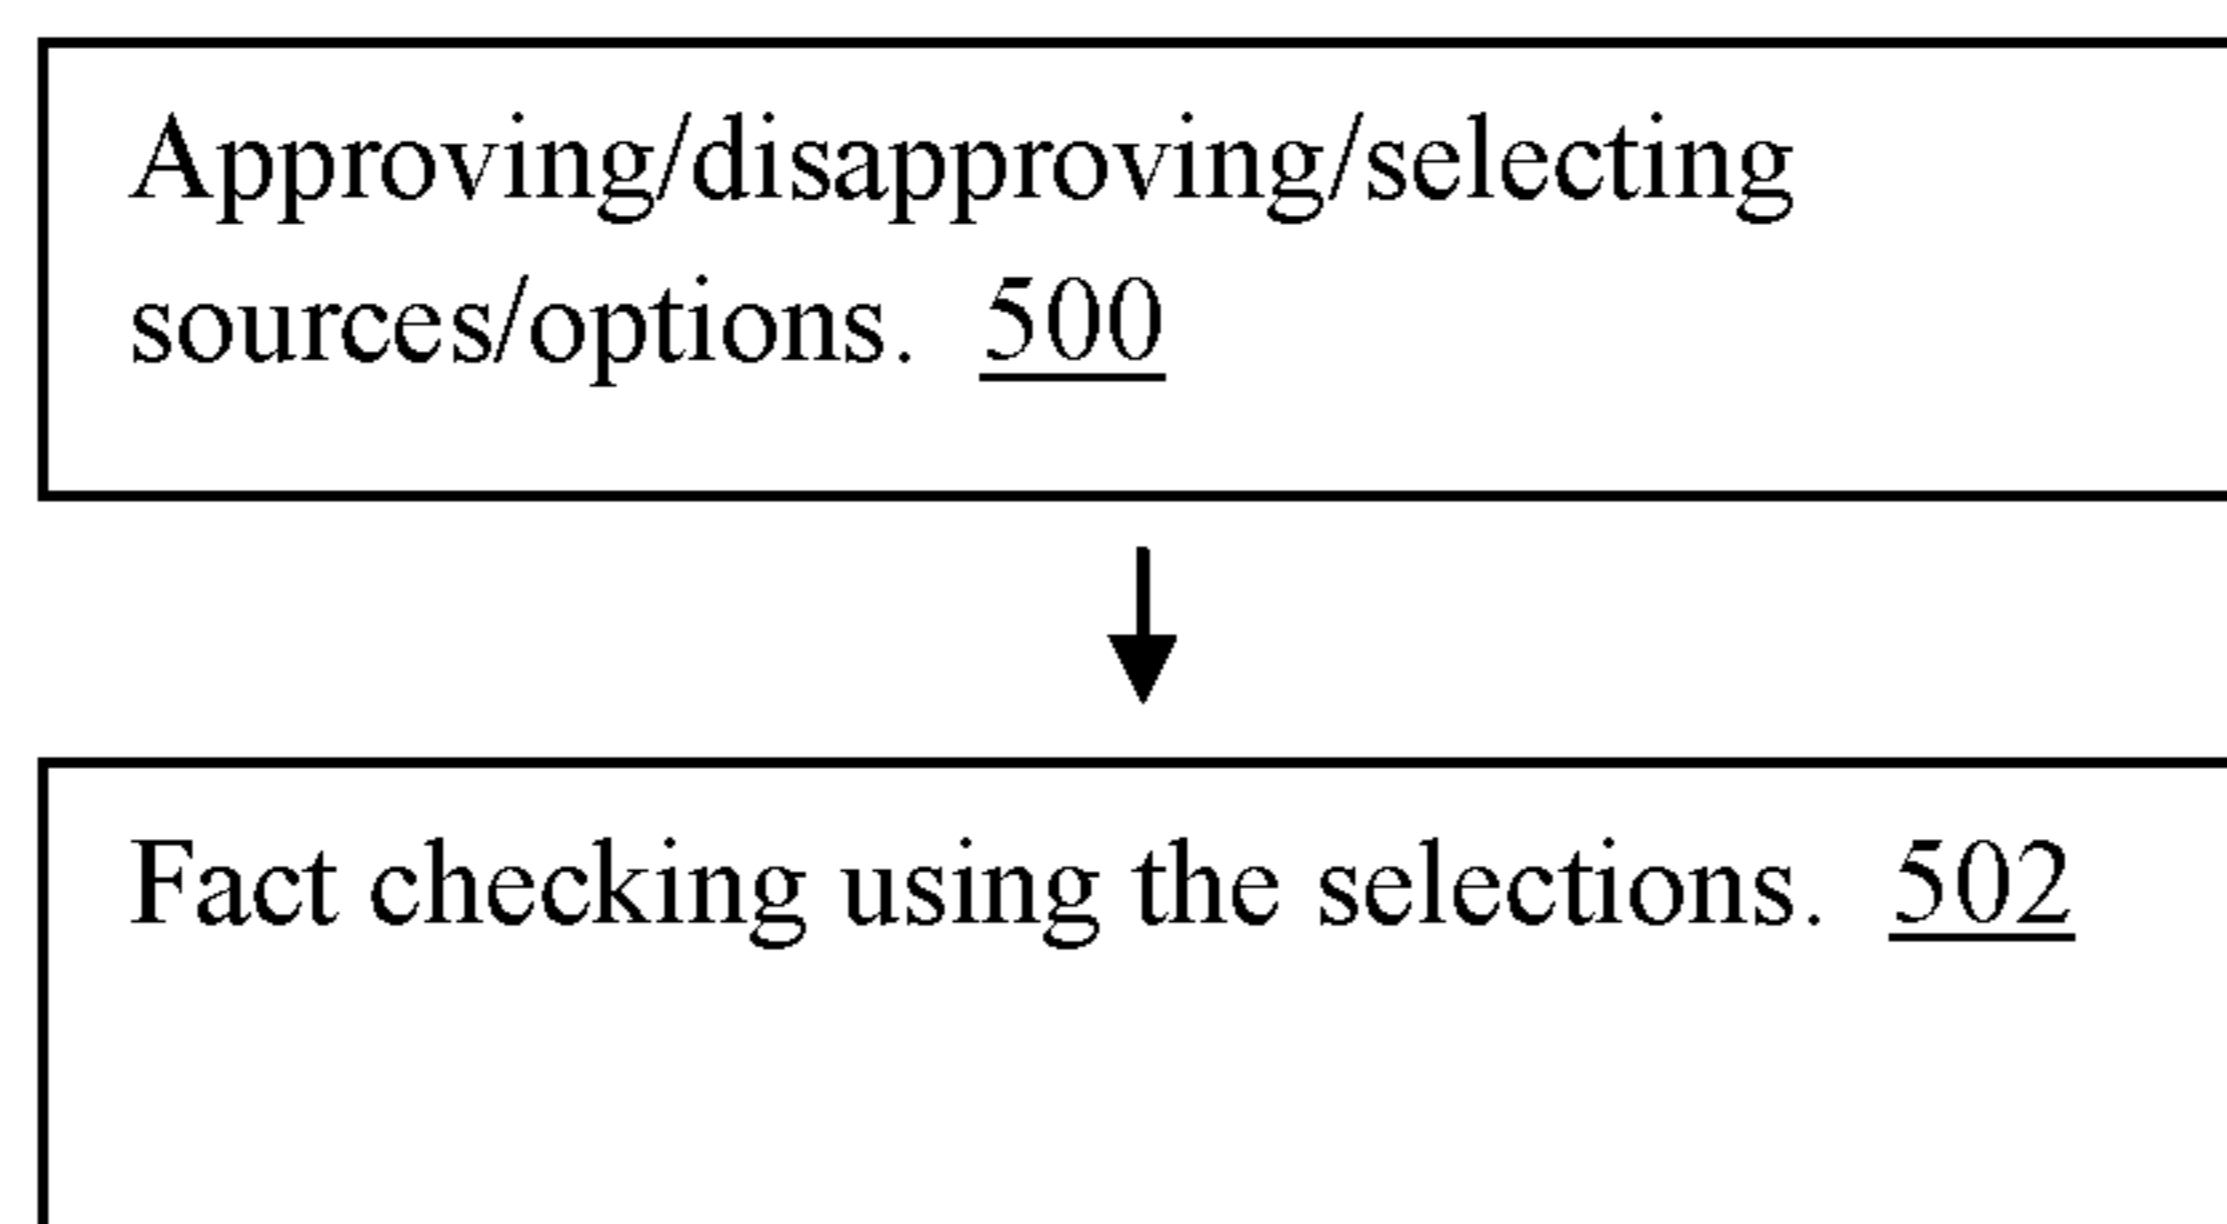 Approving/disapproving/selecting
sources/options. 500
Fact checking using the selections. 502